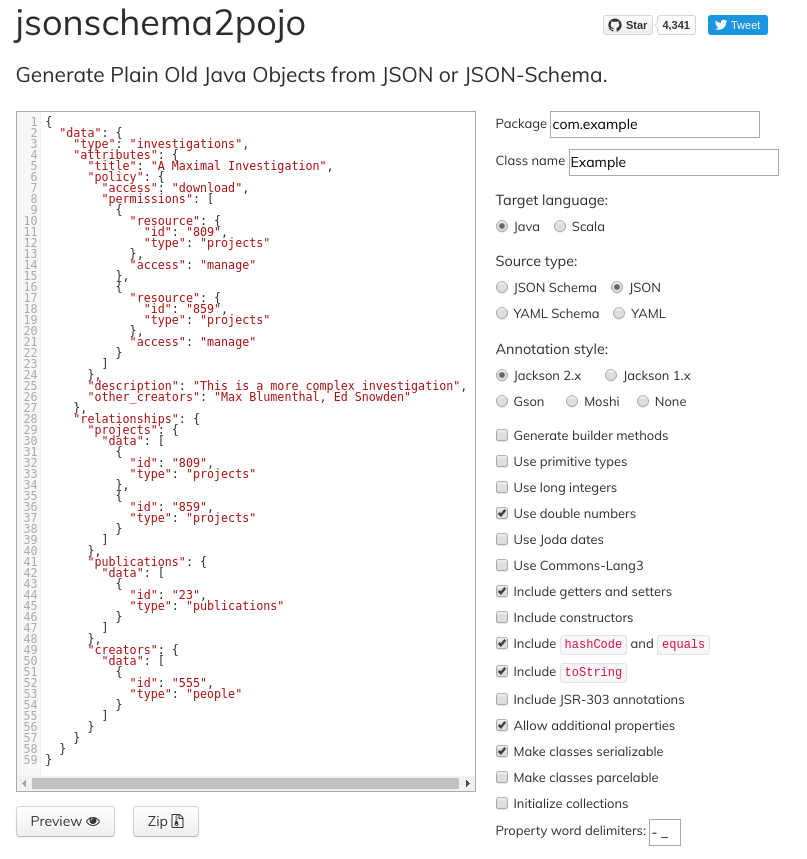 jsonschema2pojo
Star 4,341 Tweet
Generate Plain Old Java Objects from JSON or JSON-Schema.
1 {
2 "data": {
3 "type": "investigations",
4 "attributes": {
5 "title": "A Maximal Investigation",
6 "policy": {
7 "access": "download",
8 "permissions": [
9 {
10 "resource": {
11 "id": "809",
12 "type": "projects"
13 },
14 "access": "manage"
15 },
16 {
17 "resource": {
18 "id": "859",
19 "type": "projects"
20 },
21 "access": "manage"
22 }
23 ]
24 },
25 "description": "This is a more complex investigation",
26 "other_creators": "Max Blumenthal, Ed Snowden"
27 },
28 "relationships": {
29 "projects": {
30 "data": [
31 {
32 "id": "809",
33 "type": "projects"
34 },
35 {
36 "id": "859",
37 "type": "projects"
38 }
39 ]
40 },
41 "publications": {
42 "data": [
43 {
44 "id": "23",
45 "type": "publications"
46 }
47 ]
48 },
49 "creators": {
50 "data": [
51 {
52 "id": "555",
53 "type": "people"
54 }
55 ]
56 }
57 }
58 }
59 }
Preview Zip
Package com.example
Class name Example
Target language:
Java Scala
Source type:
JSON Schema JSON
YAML Schema YAML
Annotation style:
Jackson 2.x Jackson 1.x
Gson Moshi None
Generate builder methods
Use primitive types
Use long integers
Use double numbers
Use Joda dates
Use Commons-Lang3
Include getters and setters
Include constructors
Include hashCode and equals
Include toString
Include JSR-303 annotations
Allow additional properties
Make classes serializable
Make classes parcelable
Initialize collections
Property word delimiters: - _